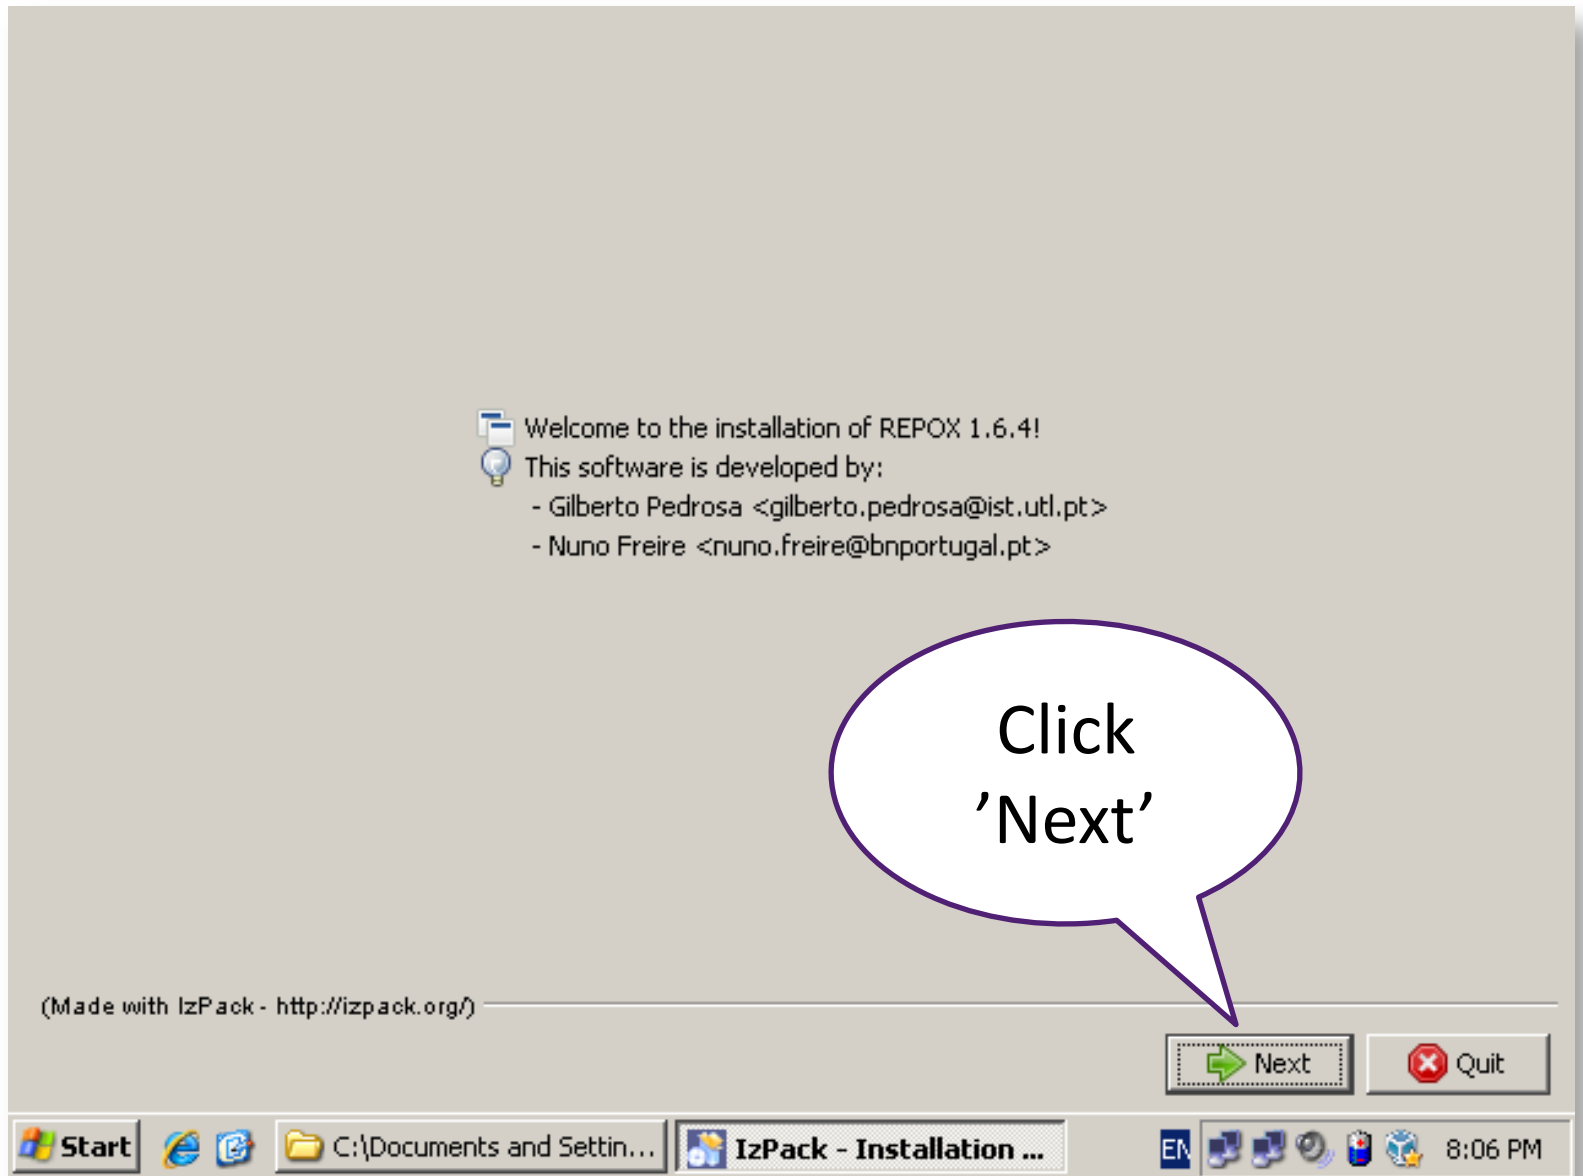 Welcome to the installation of REPOX 1.6.4!
This software is developed by:
- Gilberto Pedrosa <gilberto.pedrosa@ist.utl.pt>
- Nuno Freire <nuno.freire@bnportugal.pt>
Click
’Next’
(Made with IzPack - http://izpack.org/)
Next Quit
Start C:\Documents and Settin... IzPack - Installation ... EN 8:06 PM